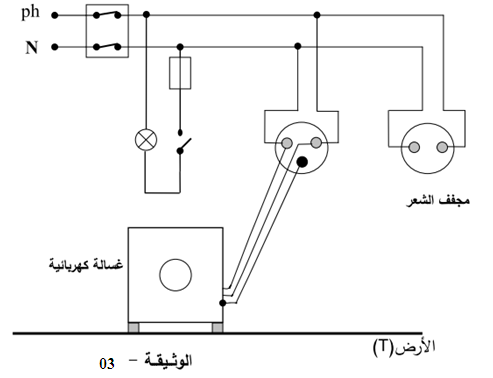 ph
N
مجفف الشعر
غسالة كهربائية
الأرض(T)
الوثيقة - 03